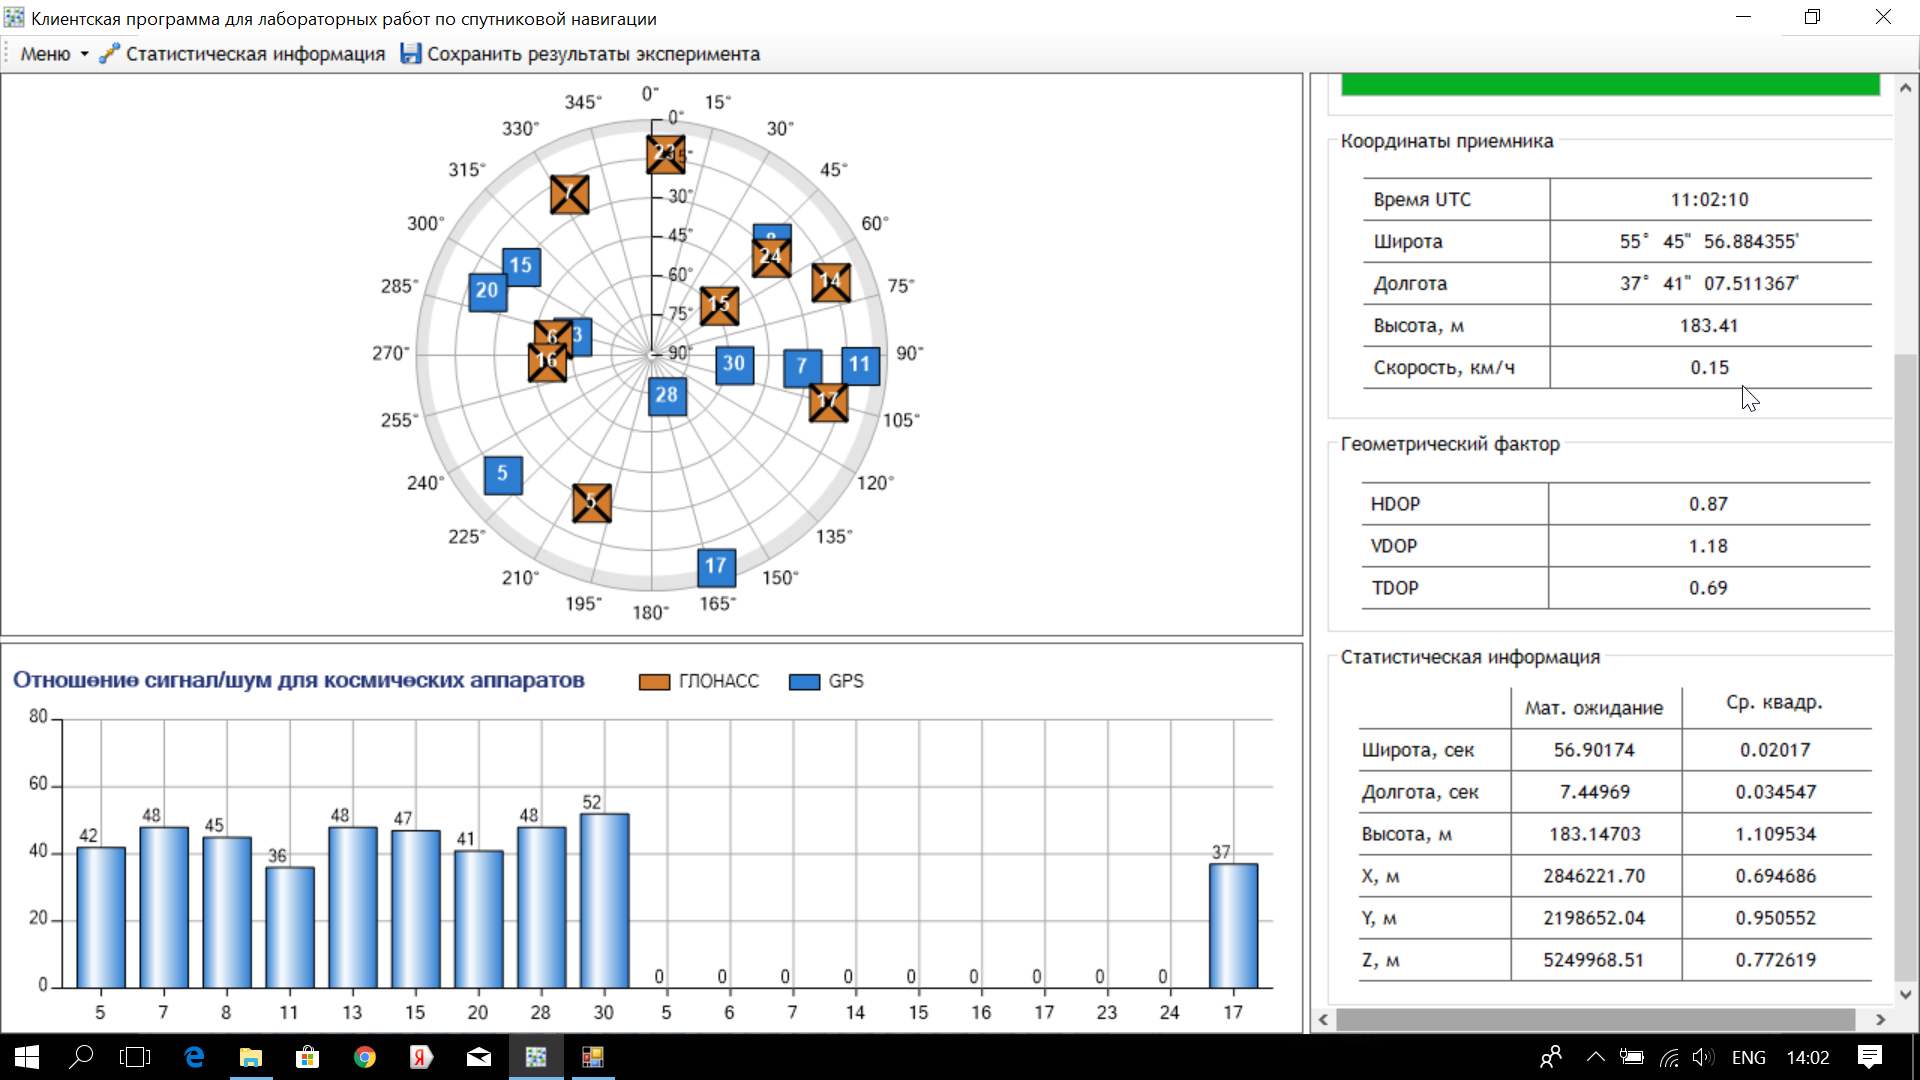 Клиентская программа для лабораторных работ по спутниковой навигации
Меню Статистическая информация Сохранить результаты эксперимента
0°
345° 15°
330° 30°
315° 45°
300° 60°
285° 75°
270° 90°
255° 105°
240° 120°
225° 135°
210° 150°
195° 165°
180°
0°
30°
45°
60°
75°
90°
23
7
24
14
15
20
15
6
3
16
30
7
11
28
17
5
5
17
Отношение сигнал/шум для космических аппаратов ГЛОНАСС GPS
80
60
40
20
0
42 48 45 36 48 47 41 48 52 0 0 0 0 0 0 0 0 0 37
5 7 8 11 13 15 20 28 30 5 6 7 14 15 16 17 23 24 17
Координаты приемника
Время UTC 11:02:10
Широта 55° 45" 56.884355'
Долгота 37° 41" 07.511367'
Высота, м 183.41
Скорость, км/ч 0.15
Геометрический фактор
HDOP 0.87
VDOP 1.18
TDOP 0.69
Статистическая информация
Мат. ожидание Ср. квадр.
Широта, сек 56.90174 0.02017
Долгота, сек 7.44969 0.034547
Высота, м 183.14703 1.109534
X, м 2846221.70 0.694686
Y, м 2198652.04 0.950552
Z, м 5249968.51 0.772619
ENG 14:02